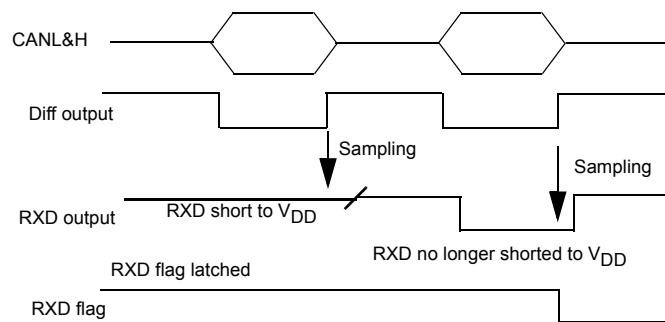 CANL&H
Diff output
Sampling
Sampling
RXD output
RXD short to VDD
RXD no longer shorted to VDD
RXD flag latched
RXD flag